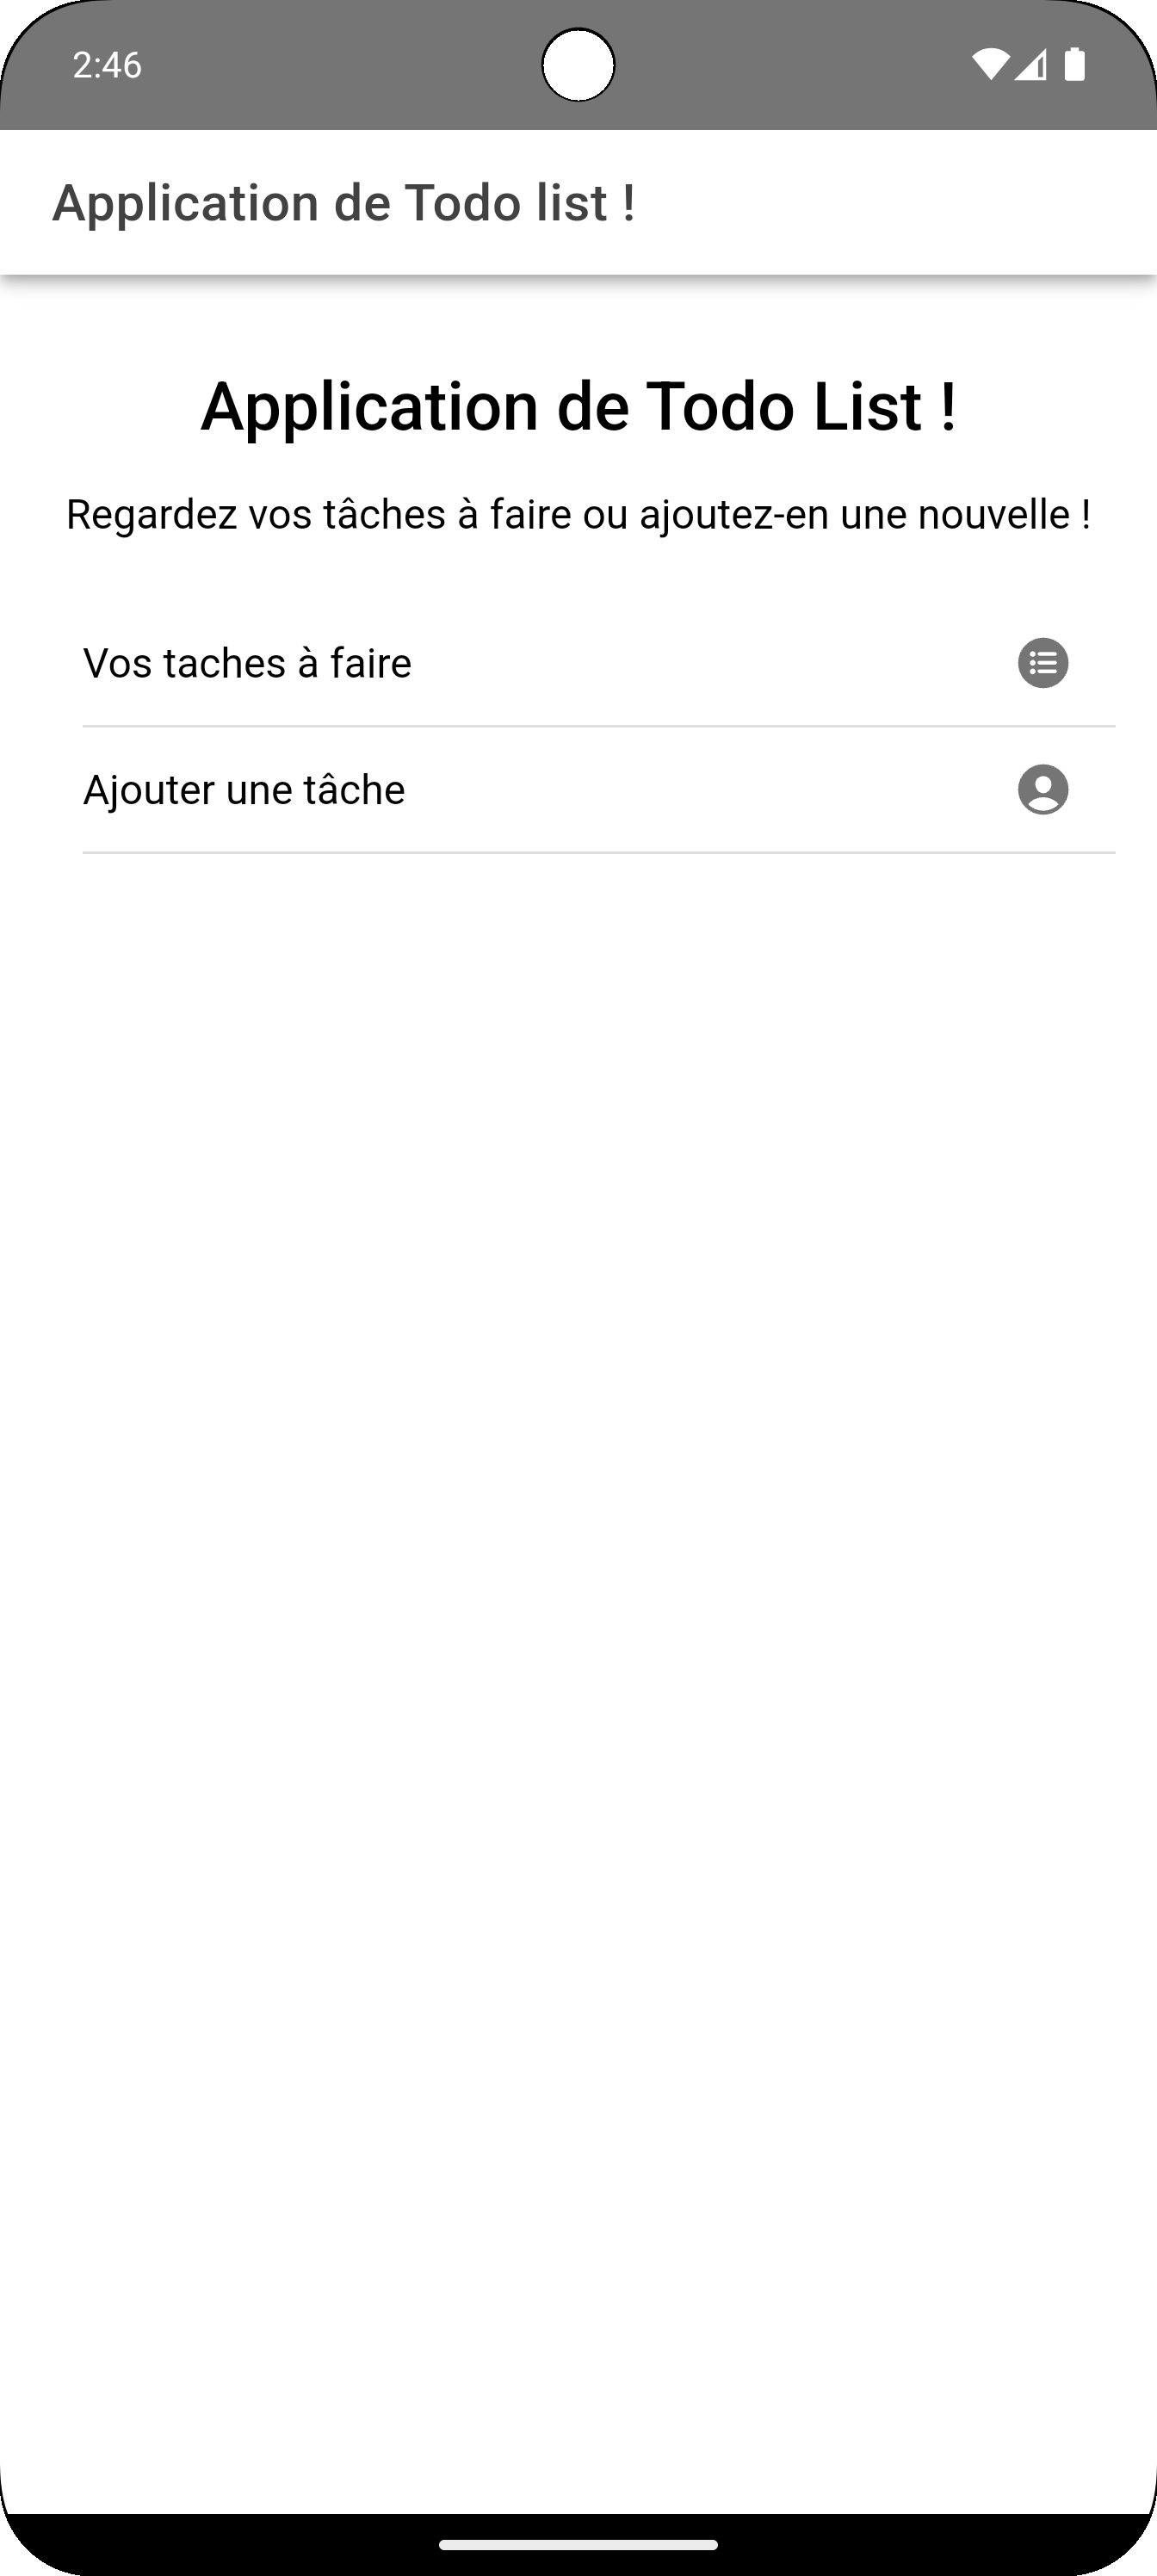 2:46
Application de Todo list !
Application de Todo List !
Regardez vos tâches à faire ou ajoutez-en une nouvelle !
Vos taches à faire
Ajouter une tâche